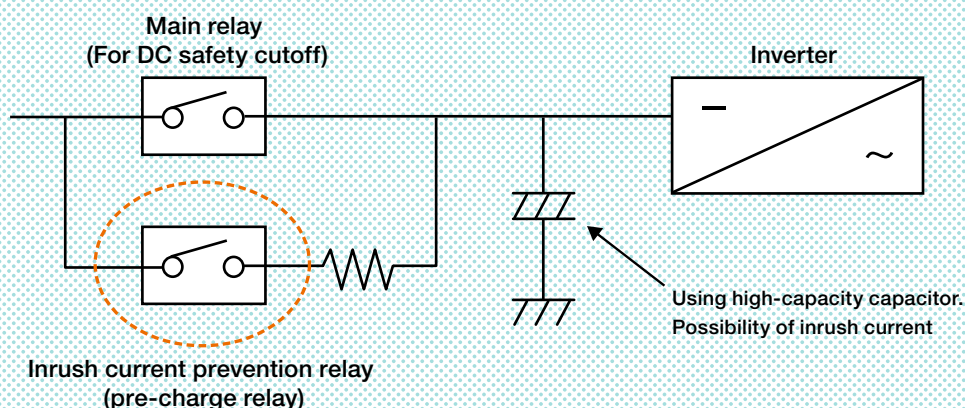 Main relay
(For DC safety cutoff)
Inverter
Using high-capacity capacitor.
Possibility of inrush current
Inrush current prevention relay
(pre-charge relay)